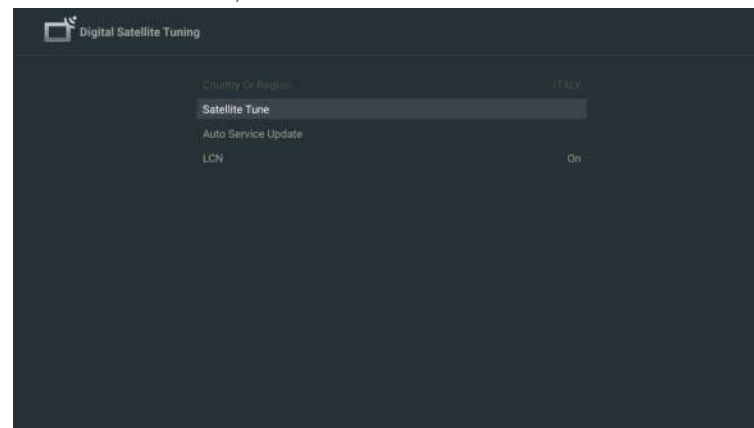 Digital Satellite Tuning
Country Or Region ITALY
Satellite Tune
Auto Service Update
LCN On